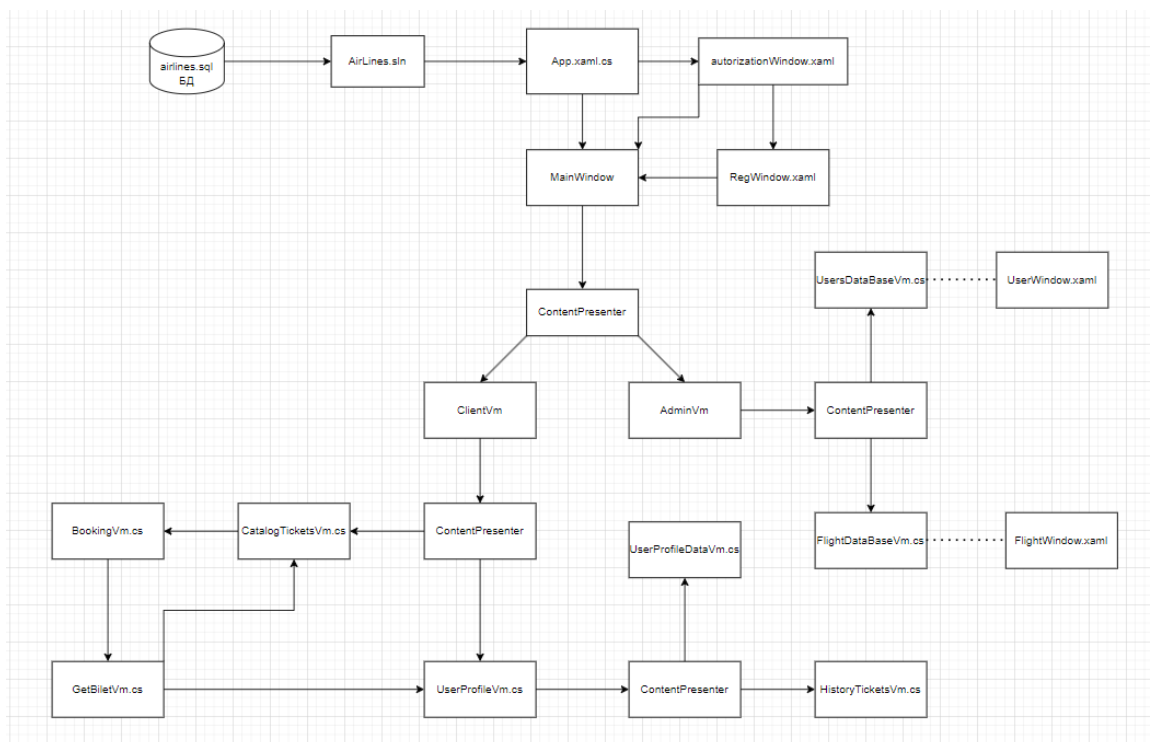 airlines.sql
БД
AirLines.sln
App.xaml.cs
autorizationWindow.xaml
MainWindow
RegWindow.xaml
UsersDataBaseVm.cs
UserWindow.xaml
ContentPresenter
ClientVm
AdminVm
ContentPresenter
BookingVm.cs
CatalogTicketsVm.cs
ContentPresenter
UserProfileDataVm.cs
FlightDataBaseVm.cs
FlightWindow.xaml
GetBiletVm.cs
UserProfileVm.cs
ContentPresenter
HistoryTicketsVm.cs